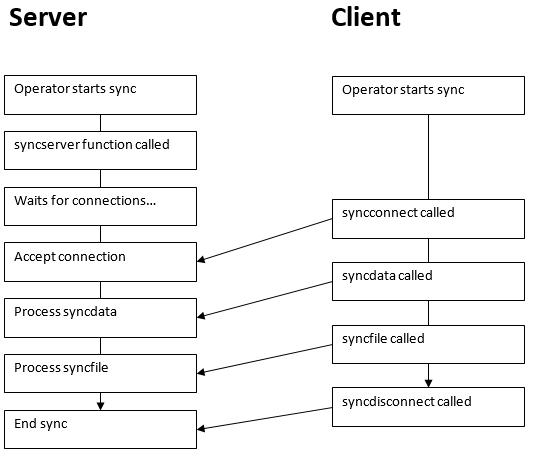 Server
Client
Operator starts sync
Operator starts sync
syncserver function called
Waits for connections...
syncconnect called
Accept connection
syncdata called
Process syncdata
syncfile called
Process syncfile
syncdisconnect called
End sync